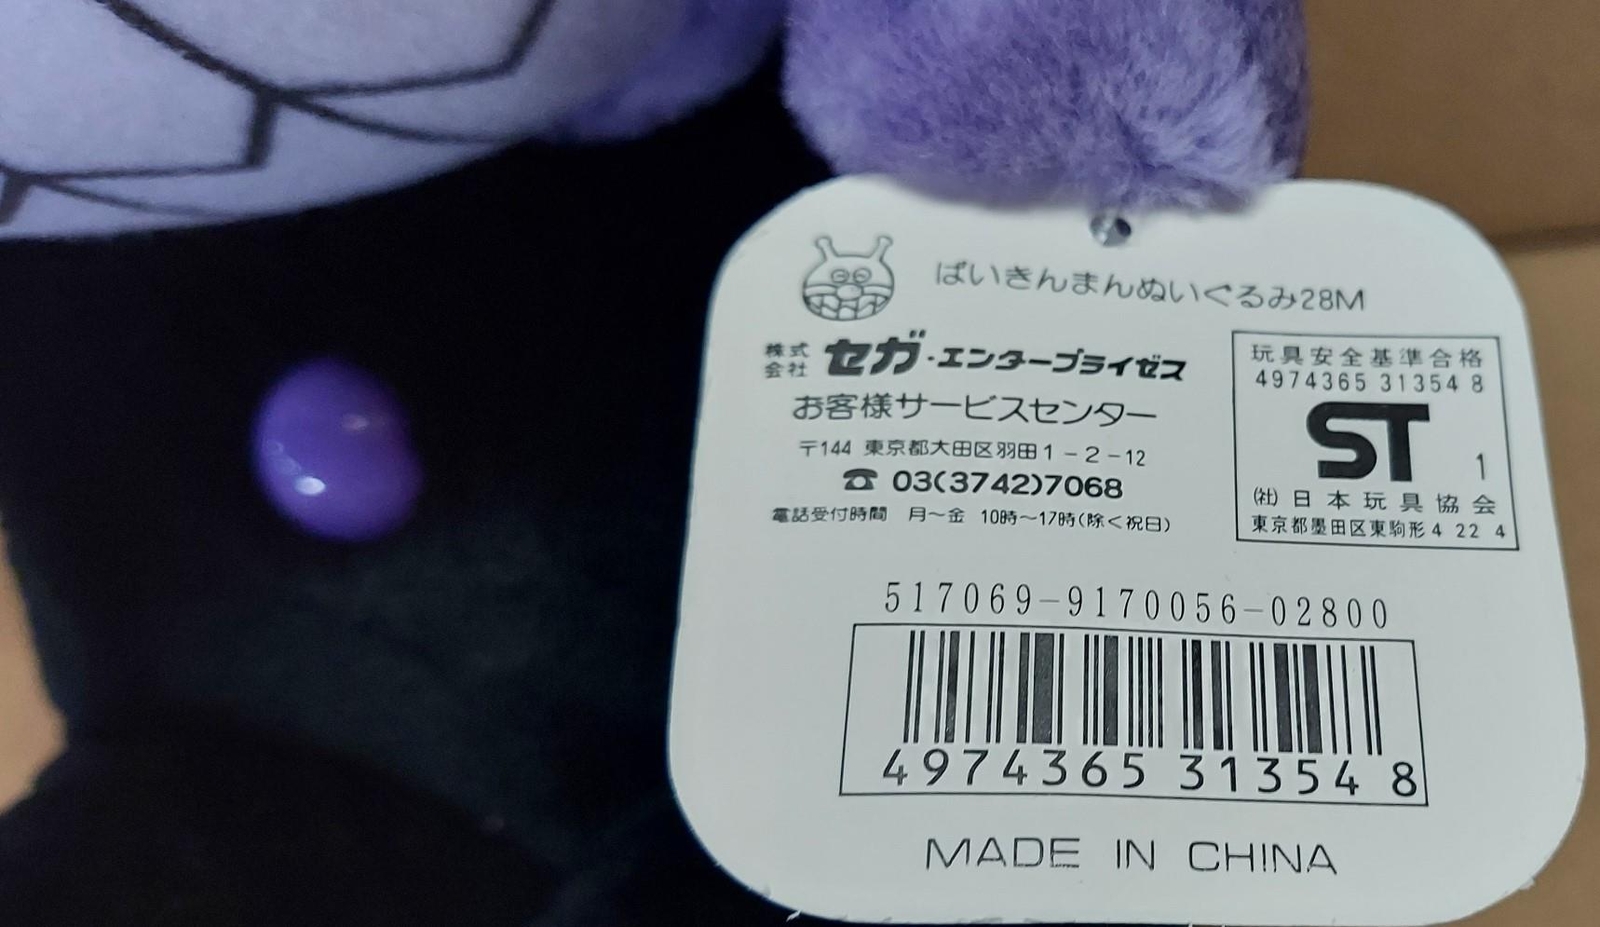 ばいきんまんぬいぐるみ28M
株式会社 セガ・エンタープライゼス
お客様サービスセンター
〒144 東京都大田区羽田1-2-12
☎ 03(3742)7068
電話受付時間 月〜金 10時〜17時(除く祝日)
玩具安全基準合格
4974365 31354 8
ST 1
(社)日本玩具協会
東京都墨田区東駒形4 22 4
517069-9170056-02800
4974365 31354 8
MADE IN CHINA